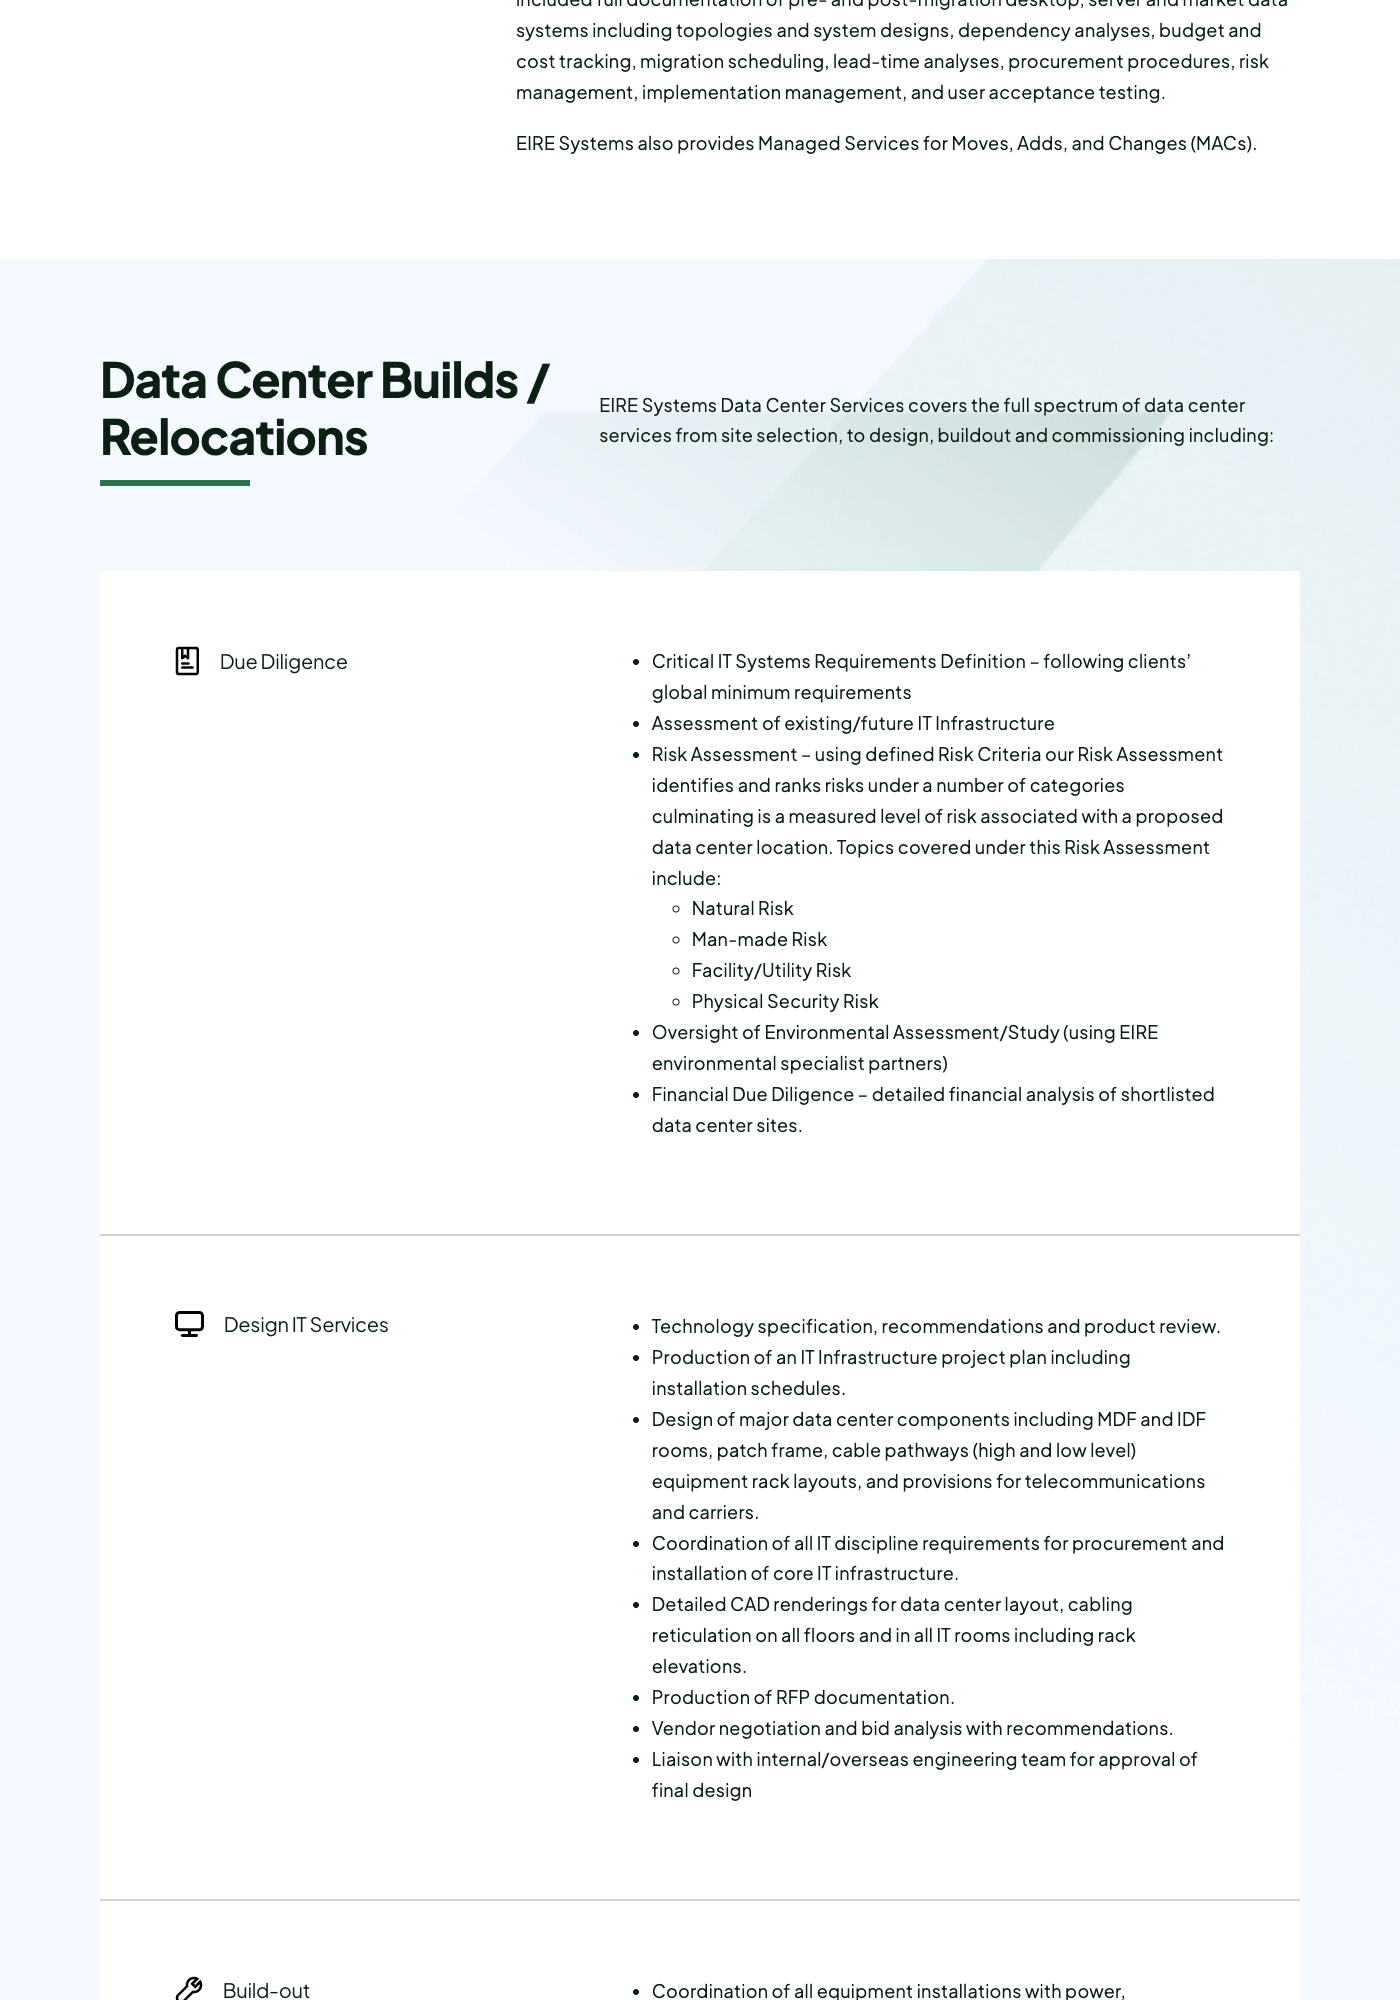 included full documentation of pre- and post-migration desktop, server and market data
systems including topologies and system designs, dependency analyses, budget and
cost tracking, migration scheduling, lead-time analyses, procurement procedures, risk
management, implementation management, and user acceptance testing.
EIRE Systems also provides Managed Services for Moves, Adds, and Changes (MACs).
Data Center Builds /
Relocations
EIRE Systems Data Center Services covers the full spectrum of data center
services from site selection, to design, buildout and commissioning including:
Due Diligence
• Critical IT Systems Requirements Definition – following clients’
global minimum requirements
• Assessment of existing/future IT Infrastructure
• Risk Assessment – using defined Risk Criteria our Risk Assessment
identifies and ranks risks under a number of categories
culminating is a measured level of risk associated with a proposed
data center location. Topics covered under this Risk Assessment
include:
◦ Natural Risk
◦ Man-made Risk
◦ Facility/Utility Risk
◦ Physical Security Risk
• Oversight of Environmental Assessment/Study (using EIRE
environmental specialist partners)
• Financial Due Diligence – detailed financial analysis of shortlisted
data center sites.
Design IT Services
• Technology specification, recommendations and product review.
• Production of an IT Infrastructure project plan including
installation schedules.
• Design of major data center components including MDF and IDF
rooms, patch frame, cable pathways (high and low level)
equipment rack layouts, and provisions for telecommunications
and carriers.
• Coordination of all IT discipline requirements for procurement and
installation of core IT infrastructure.
• Detailed CAD renderings for data center layout, cabling
reticulation on all floors and in all IT rooms including rack
elevations.
• Production of RFP documentation.
• Vendor negotiation and bid analysis with recommendations.
• Liaison with internal/overseas engineering team for approval of
final design
Build-out
• Coordination of all equipment installations with power,